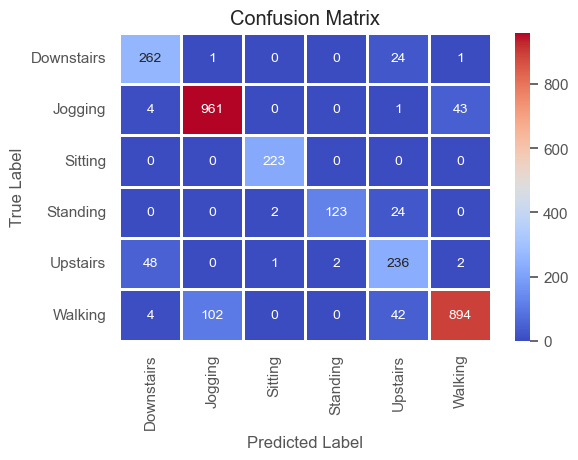 Confusion Matrix
True Label
Downstairs 262 1 0 0 24 1
Jogging 4 961 0 0 1 43
Sitting 0 0 223 0 0 0
Standing 0 0 2 123 24 0
Upstairs 48 0 1 2 236 2
Walking 4 102 0 0 42 894
Downstairs Jogging Sitting Standing Upstairs Walking
Predicted Label
800
600
400
200
0